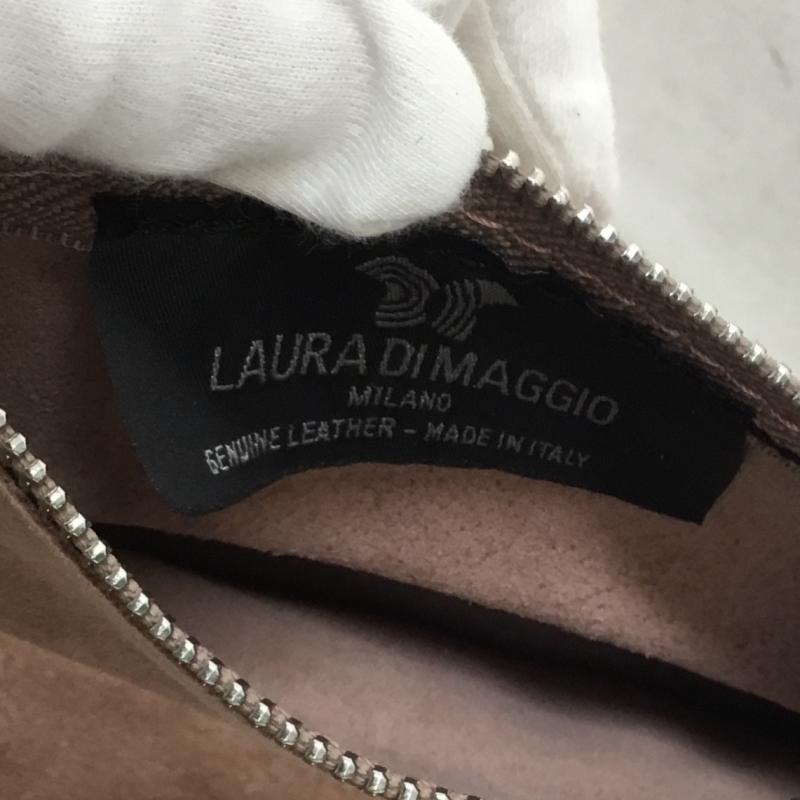 LAURA DI MAGGIO
MILANO
GENUINE LEATHER - MADE IN ITALY